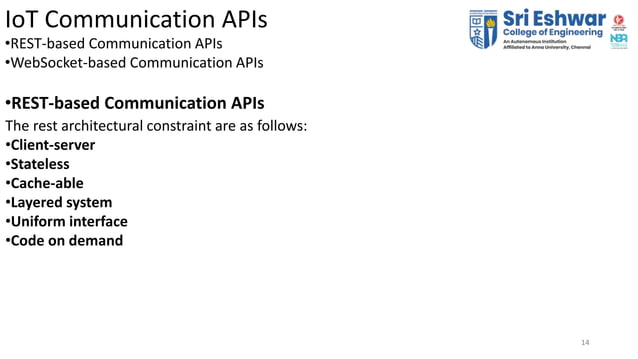 IoT Communication APIs
•REST-based Communication APIs
•WebSocket-based Communication APIs
Sri Eshwar
College of Engineering
An Autonomous Institution
Affiliated to Anna University, Chennai
NBA
•REST-based Communication APIs
The rest architectural constraint are as follows:
•Client-server
•Stateless
•Cache-able
•Layered system
•Uniform interface
•Code on demand
14